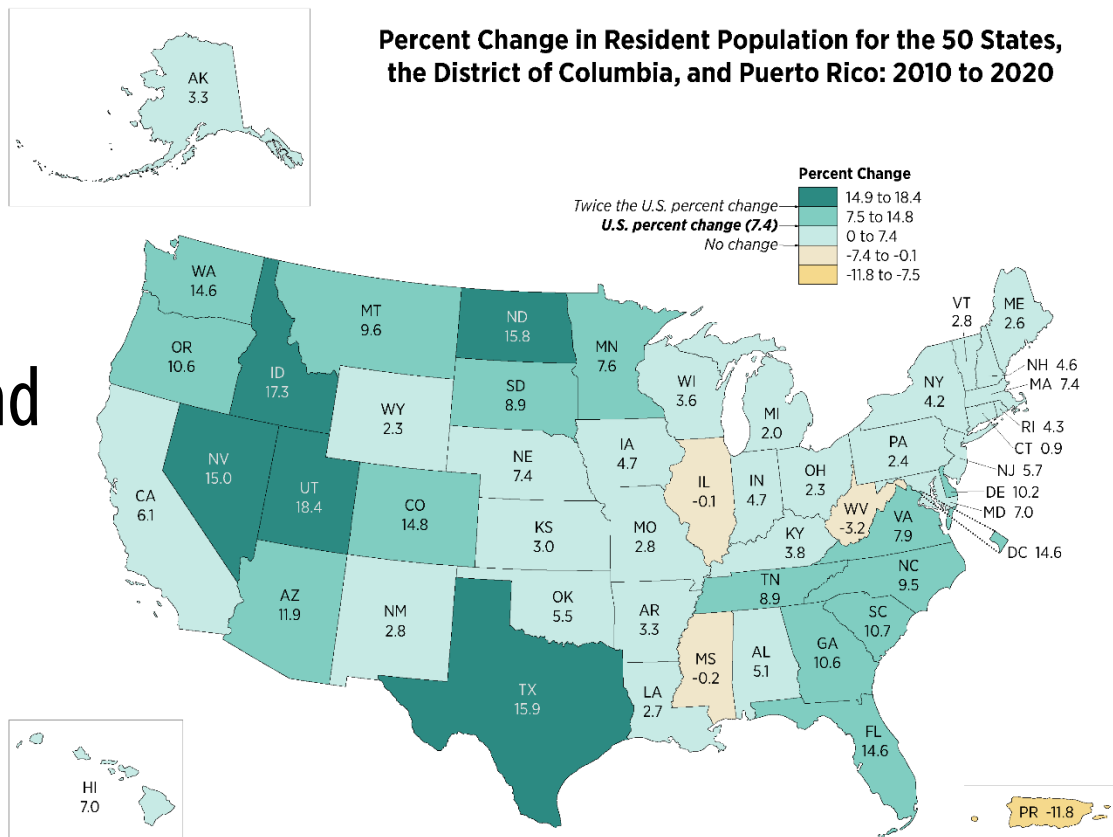 Percent Change in Resident Population for the 50 States,
the District of Columbia, and Puerto Rico: 2010 to 2020
AK
3.3
Percent Change
Twice the U.S. percent change
U.S. percent change (7.4)
No change
14.9 to 18.4
7.5 to 14.8
0 to 7.4
-7.4 to -0.1
-11.8 to -7.5
nd
WA
14.6
OR
10.6
CA
6.1
NV
15.0
ID
17.3
MT
9.6
WY
2.3
UT
18.4
AZ
11.9
CO
14.8
NM
2.8
ND
15.8
SD
8.9
NE
7.4
KS
3.0
OK
5.5
TX
15.9
MN
7.6
IA
4.7
MO
2.8
AR
3.3
LA
2.7
WI
3.6
IL
-0.1
MS
-0.2
MI
2.0
IN
4.7
KY
3.8
TN
8.9
AL
5.1
OH
2.3
WV
-3.2
VA
7.9
NC
9.5
SC
10.7
GA
10.6
FL
14.6
PA
2.4
NY
4.2
VT
2.8
ME
2.6
NH 4.6
MA 7.4
RI 4.3
CT 0.9
NJ 5.7
DE 10.2
MD 7.0
DC 14.6
HI
7.0
PR -11.8